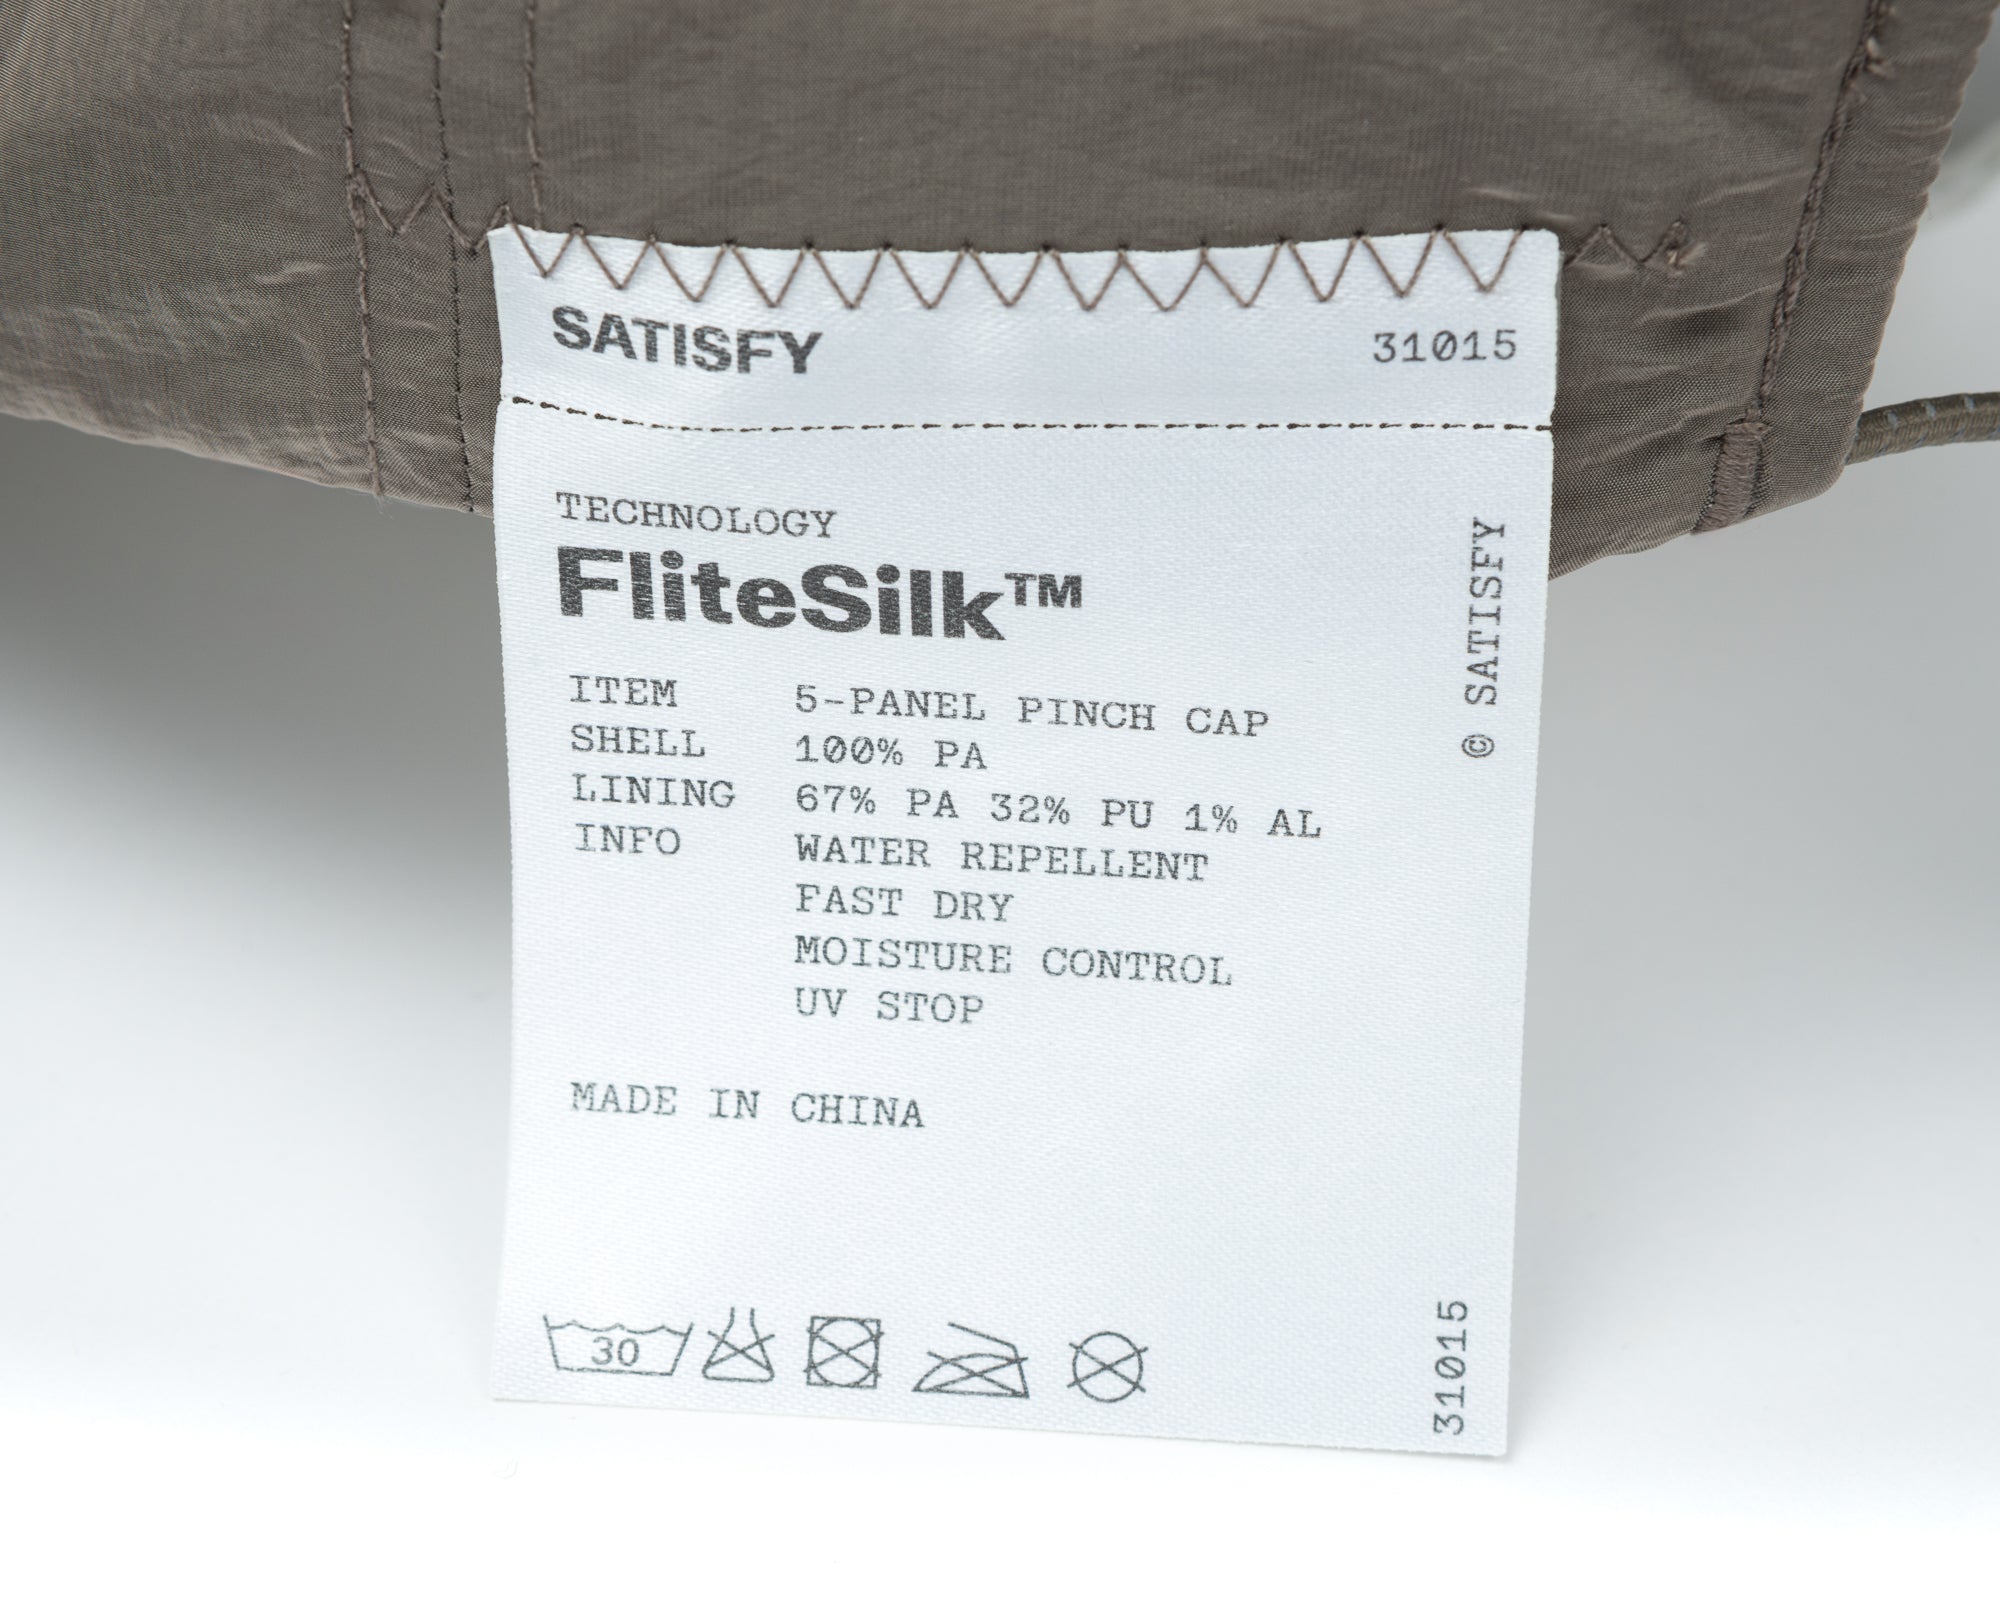 SATISFY 31015
TECHNOLOGY
FliteSilk™
ITEM 5-PANEL PINCH CAP
SHELL 100% PA
LINING 67% PA 32% PU 1% AL
INFO WATER REPELLENT
FAST DRY
MOISTURE CONTROL
UV STOP
MADE IN CHINA
30
© SATISFY
31015